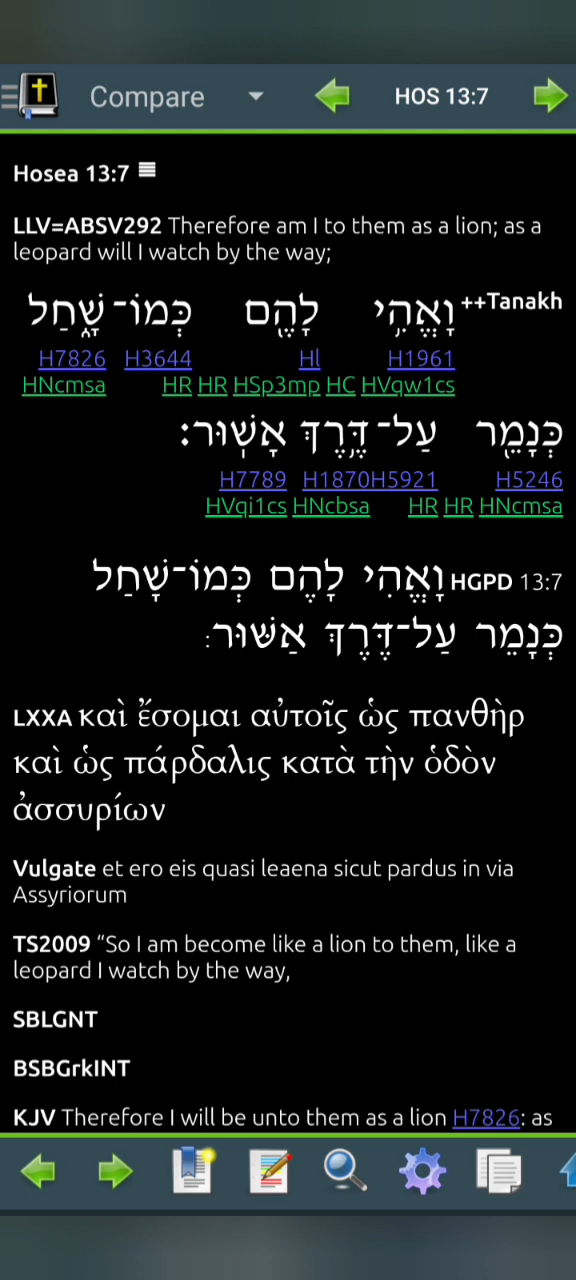 Compare
HOS 13:7
Hosea 13:7
LLV=ABSV292 Therefore am I to them as a lion; as a
leopard will I watch by the way;
++Tanakh וָאֱהִ֥י לָהֶ֖ם כְּמוֹ־ שָׁ֑חַל
H1961 Hl H3644 H7826
HR HR HSp3mp HC HVqw1cs HNcmsa
כְּנָמֵ֖ר עַל־ דֶּ֥רֶךְ אָשֽׁוּר׃
H5246 H1870H5921 H7789
HVqi1cs HNcbsa HR HR HNcmsa
HGPD 13:7 וָאֱהִי לָהֶם כְּמוֹ־שָׁחַל
כְּנָמֵר עַל־דֶּרֶךְ אַשּׁוּר׃
LXXA καὶ ἔσομαι αὐτοῖς ὡς πανθὴρ
καὶ ὡς πάρδαλις κατὰ τὴν ὁδὸν
ἀσσυρίων
Vulgate et ero eis quasi leaena sicut pardus in via
Assyriorum
TS2009 “So I am become like a lion to them, like a
leopard I watch by the way,
SBLGNT
BSBGrkINT
KJV Therefore I will be unto them as a lion H7826: as